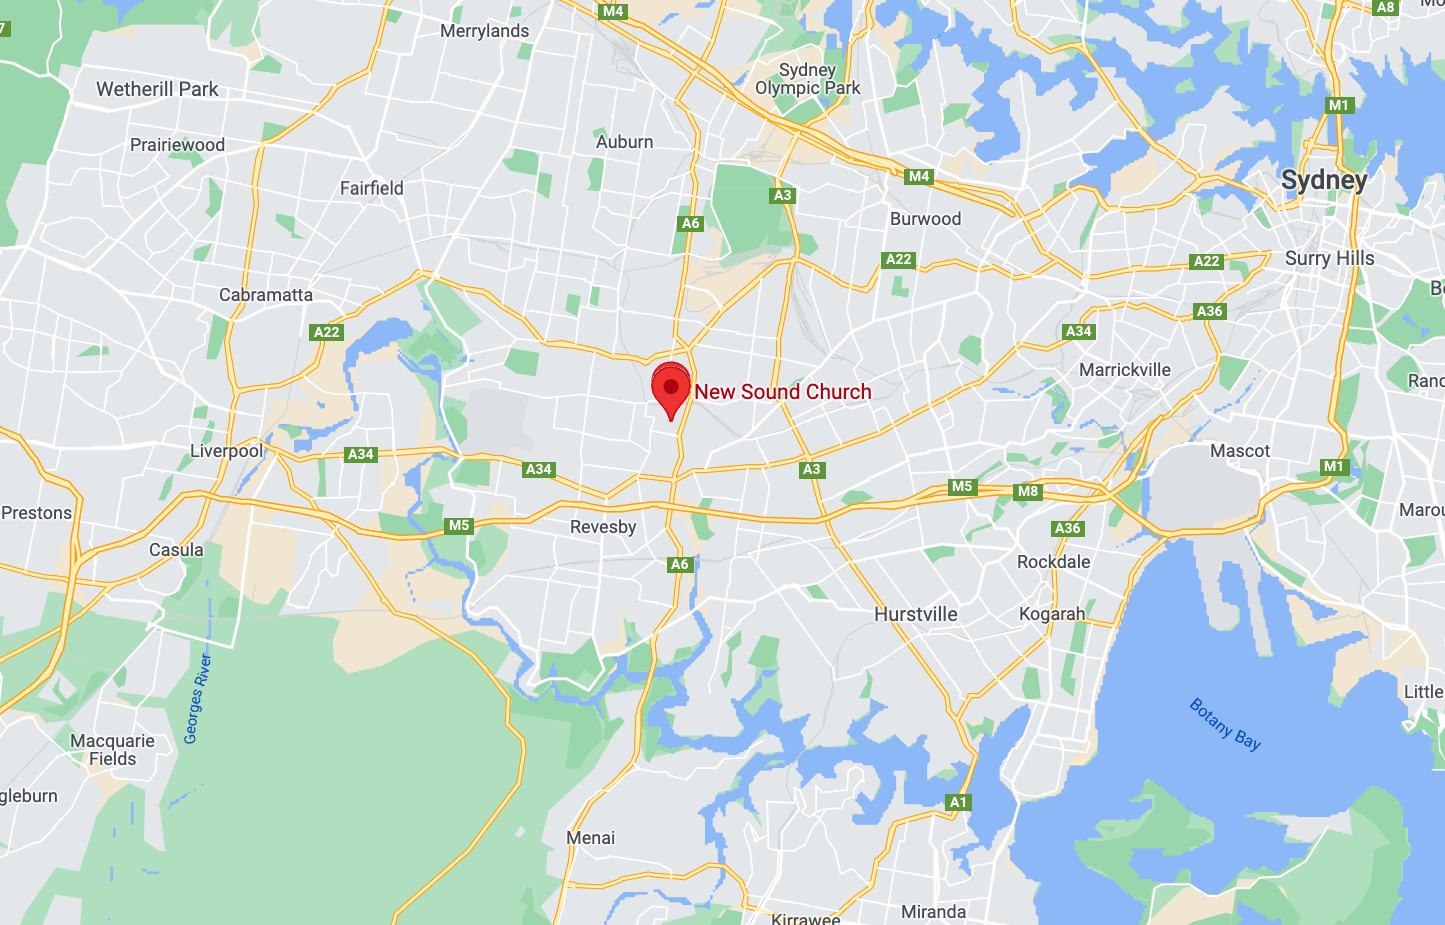 M4
A8
Merrylands
7
Sydney
Olympic Park
Wetherill Park
M1
Auburn
Prairiewood
M4
Sydney
Fairfield
A3
Burwood
A6
A22
A22
Surry Hills
Cabramatta
A36
A22
A34
Marrickville
New Sound Church
Liverpool
A34
A34
A3
Mascot
M1
M5
M8
Prestons
M5
Revesby
A36
Casula
A6
Rockdale
Hurstville
Kogarah
Georges River
Little
Botany Bay
Macquarie
Fields
gleburn
A1
Menai
Miranda
Kirrawee